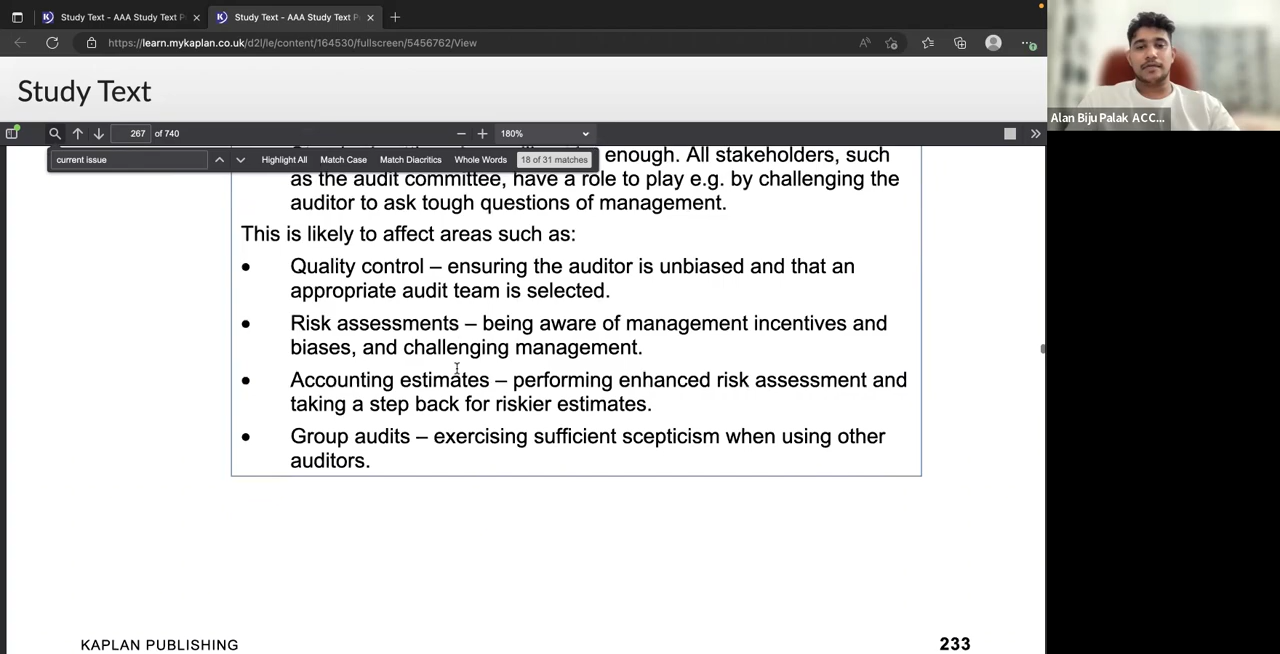 Study Text - AAA Study Text P
Study Text - AAA Study Text P
https://learn.mykaplan.co.uk/d2l/le/content/164530/fullscreen/5456762/View
Study Text
267 of 740
180%
current issue
Highlight All
Match Case
Match Diacritics
Whole Words
18 of 31 matches
Alan Biju Palak ACC...
enough. All stakeholders, such
as the audit committee, have a role to play e.g. by challenging the
auditor to ask tough questions of management.
This is likely to affect areas such as:
• Quality control – ensuring the auditor is unbiased and that an
appropriate audit team is selected.
• Risk assessments – being aware of management incentives and
biases, and challenging management.
• Accounting estimates – performing enhanced risk assessment and
taking a step back for riskier estimates.
• Group audits – exercising sufficient scepticism when using other
auditors.
KAPLAN PUBLISHING
233